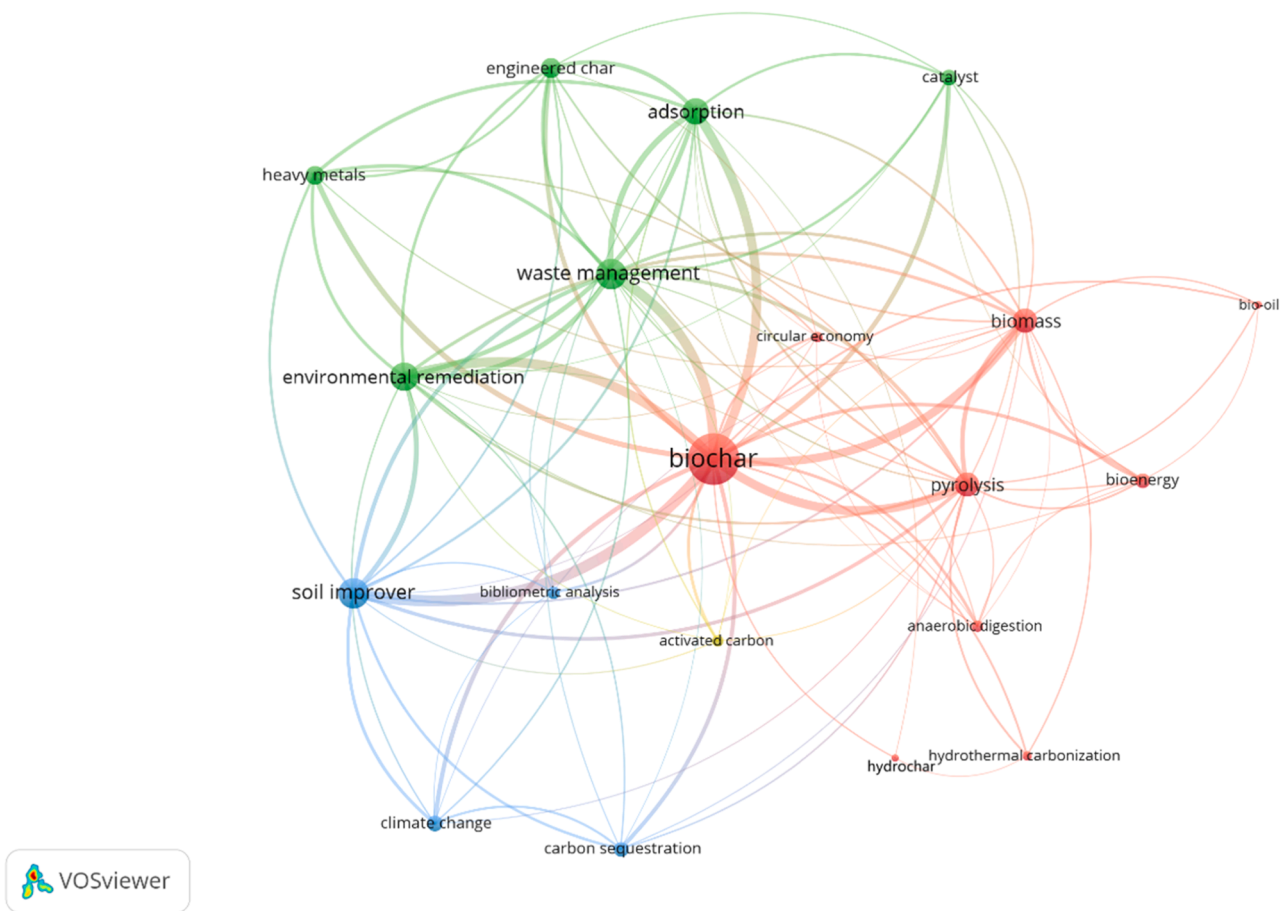 engineered char
catalyst
adsorption
heavy metals
waste management
bio-oil
biomass
circular economy
environmental remediation
biochar
bioenergy
pyrolysis
soil improver
bibliometric analysis
anaerobic digestion
activated carbon
hydrothermal carbonization
hydrochar
climate change
carbon sequestration
VOSviewer